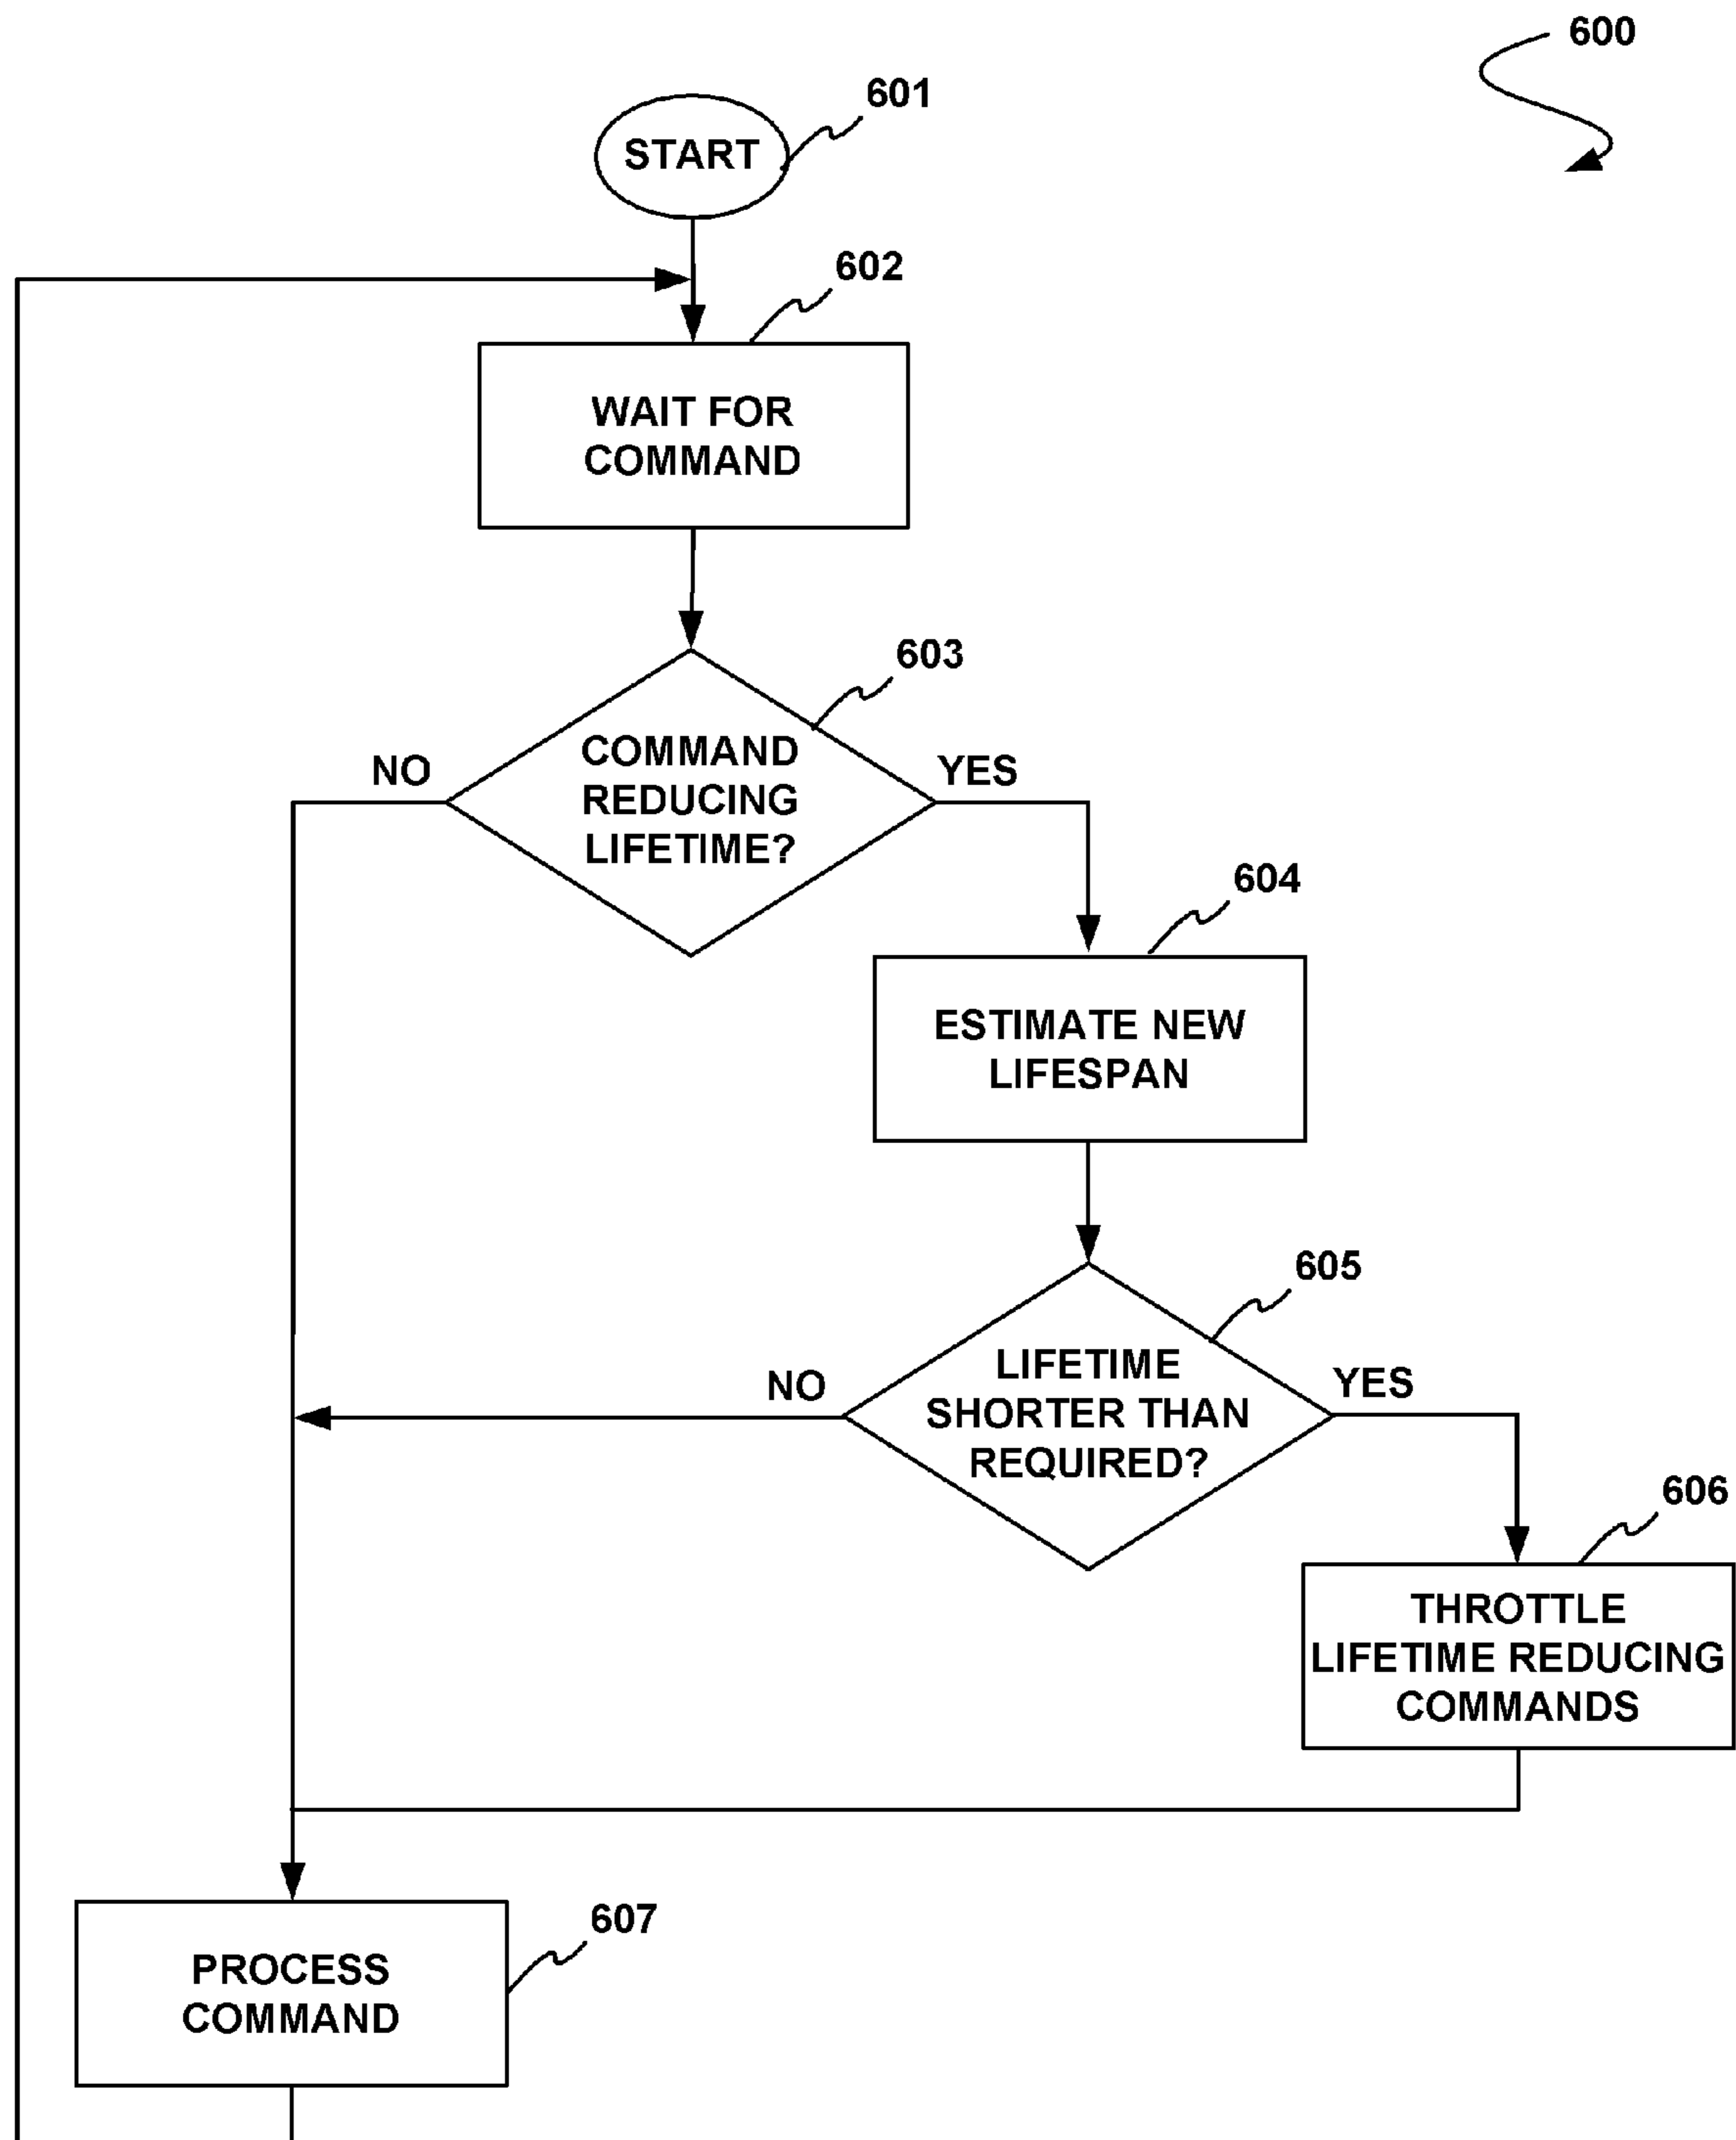 600
601
START
602
WAIT FOR
COMMAND
603
NO
YES
COMMAND
REDUCING
LIFETIME?
604
ESTIMATE NEW
LIFESPAN
605
NO
YES
LIFETIME
SHORTER THAN
REQUIRED?
606
THROTTLE
LIFETIME REDUCING
COMMANDS
607
PROCESS
COMMAND